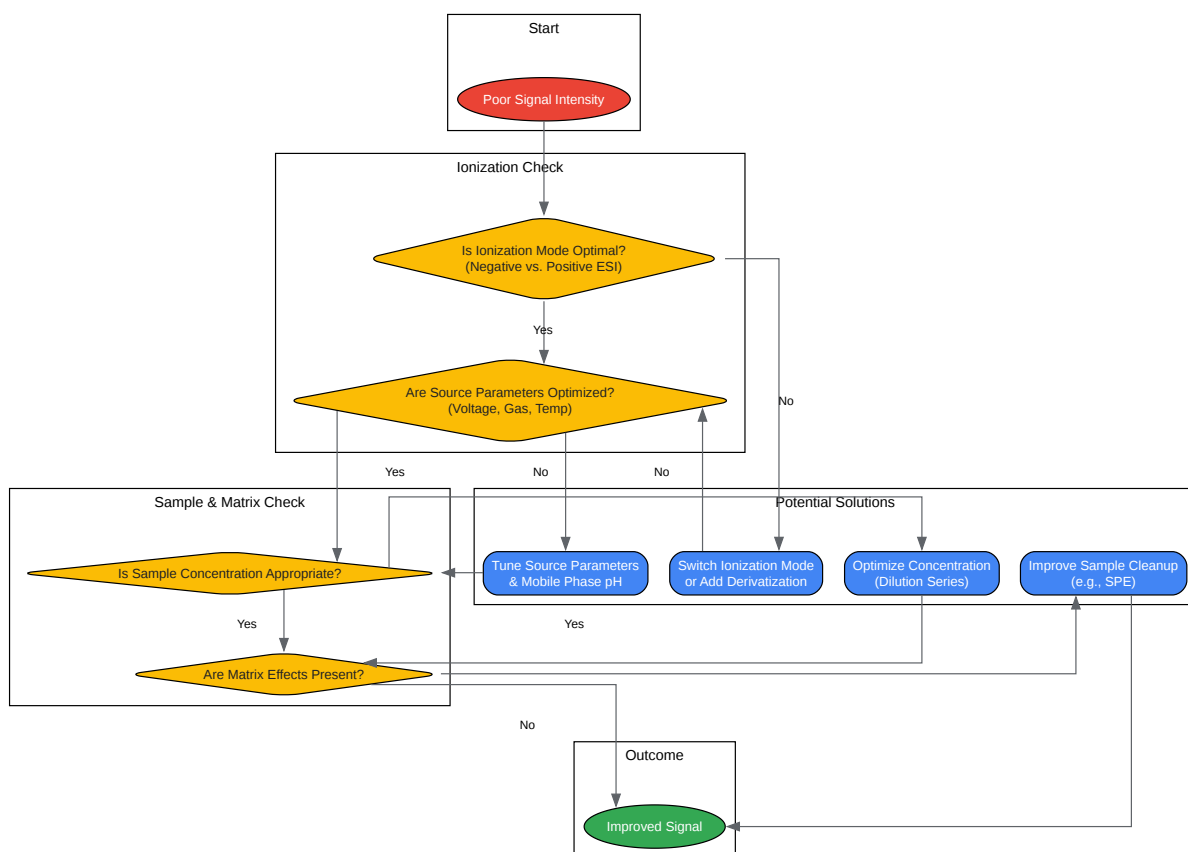 Start
Poor Signal Intensity
Ionization Check
Is Ionization Mode Optimal?
(Negative vs. Positive ESI)
Yes
Are Source Parameters Optimized?
(Voltage, Gas, Temp)
No
Yes
No
No
Sample & Matrix Check
Potential Solutions
Is Sample Concentration Appropriate?
Tune Source Parameters
& Mobile Phase pH
Switch Ionization Mode
or Add Derivatization
Optimize Concentration
(Dilution Series)
Improve Sample Cleanup
(e.g., SPE)
Yes
Yes
Are Matrix Effects Present?
No
Outcome
Improved Signal